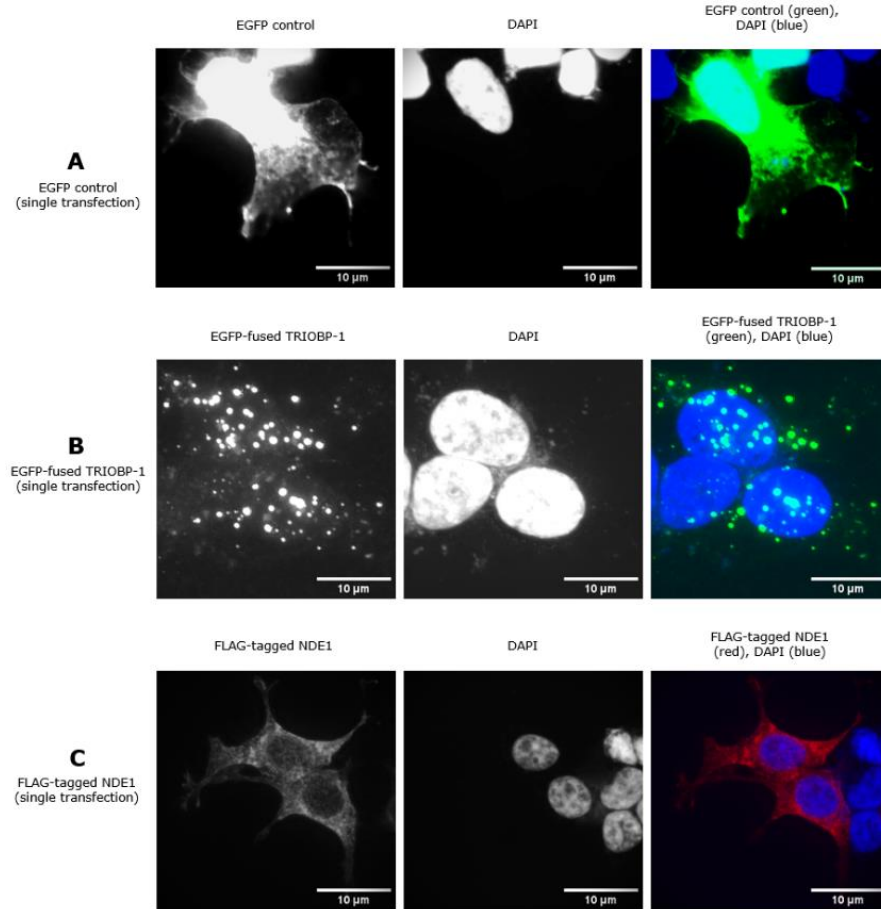 EGFP control
DAPI
EGFP control (green),
DAPI (blue)
A
EGFP control
(single transfection)
10 µm
10 µm
10 µm
EGFP-fused TRIOBP-1
DAPI
EGFP-fused TRIOBP-1
(green), DAPI (blue)
B
EGFP-fused TRIOBP-1
(single transfection)
10 µm
10 µm
10 µm
FLAG-tagged NDE1
DAPI
FLAG-tagged NDE1
(red), DAPI (blue)
C
FLAG-tagged NDE1
(single transfection)
10 µm
10 µm
10 µm